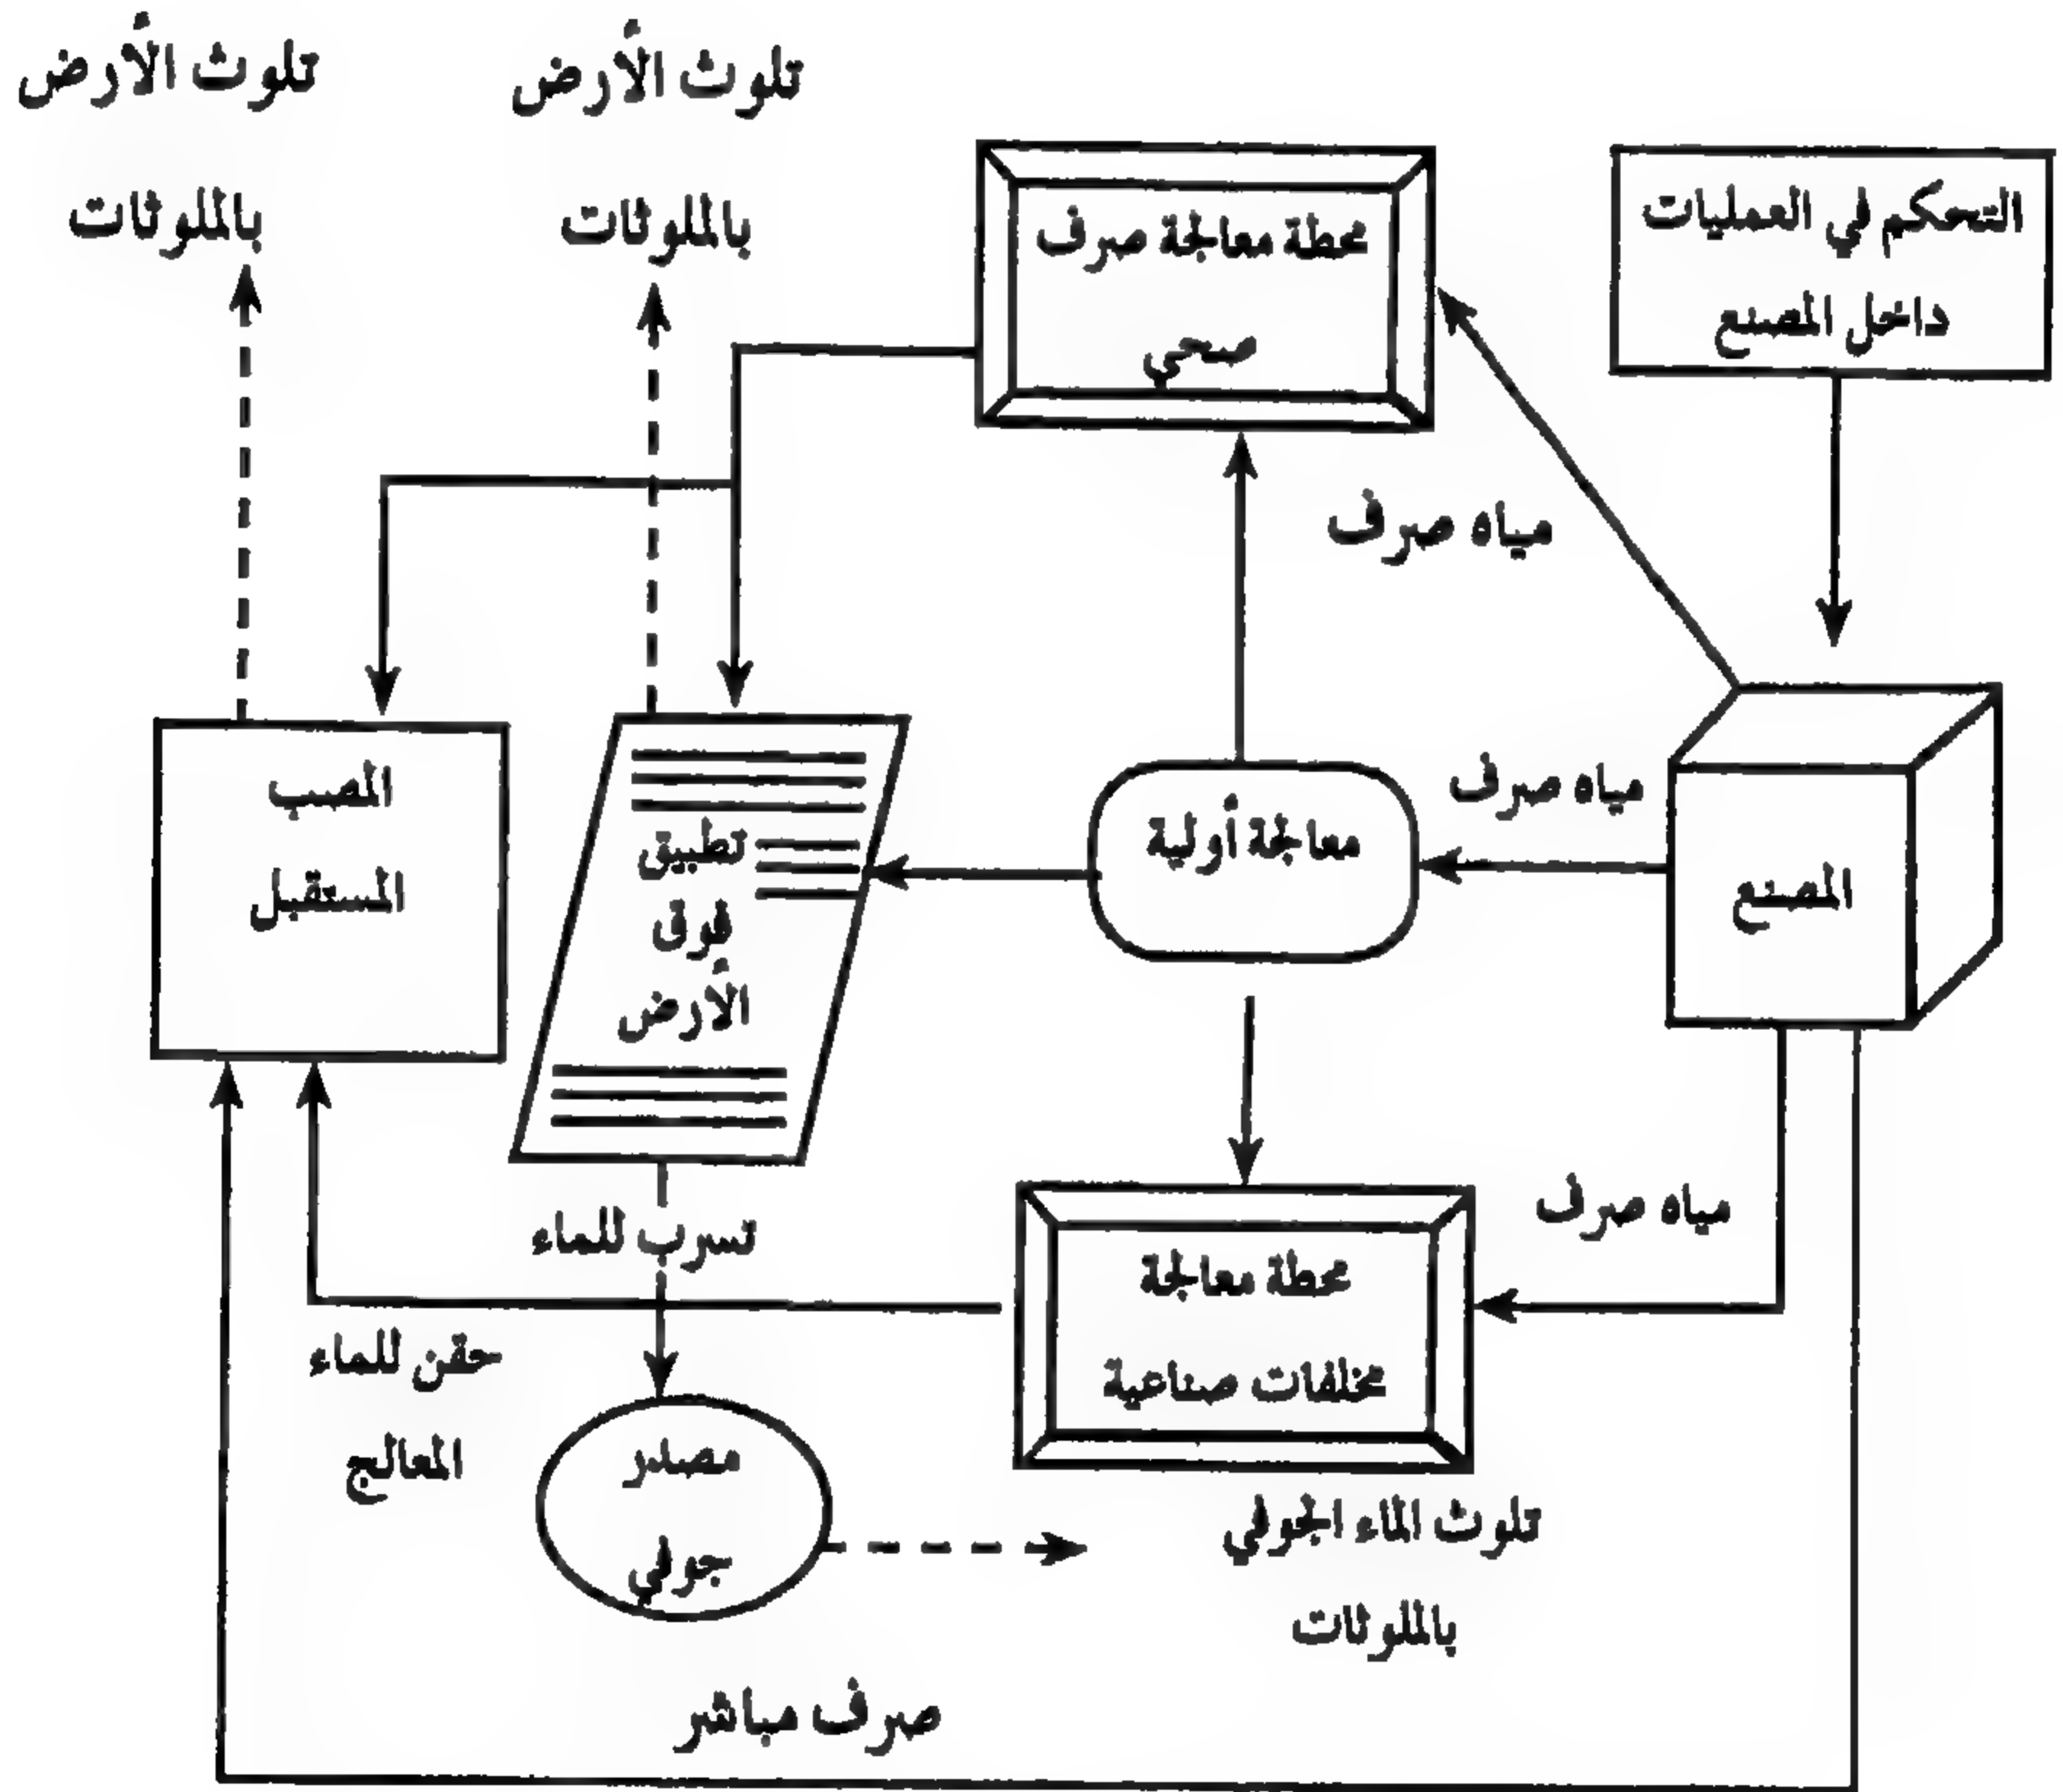 تلوث الأرض
بالملوثات
تلوث الأرض
بالملوثات
محطة معالجة صرف
صحي
التحكم في العمليات
داخل المصنع
مياه صرف
المصب
المستقبل
تطبيق
فوق
الأرض
معالجة أولية
مياه صرف
المصنع
تسرب للماء
مياه صرف
محطة معالجة
مخلفات صناعية
حقن للماء
المعالج
مصدر
جوفي
تلوث الماء الجوفي
بالملوثات
صرف مباشر